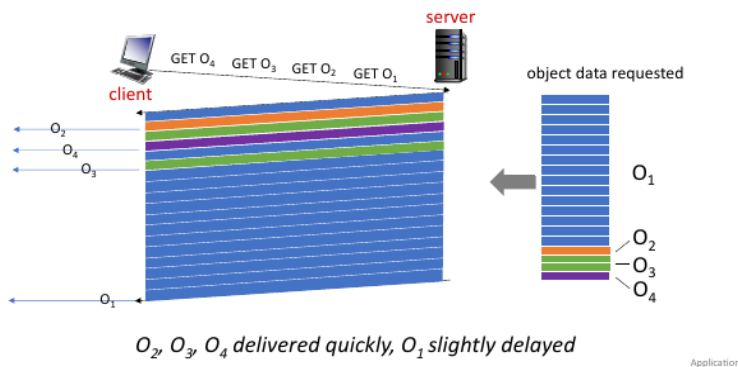 server
GET O₄ GET O₃ GET O₂ GET O₁
client
object data requested
O₂
O₄
O₃
O₁
O₁
O₂
O₃
O₄
O₂, O₃, O₄ delivered quickly, O₁ slightly delayed
Application